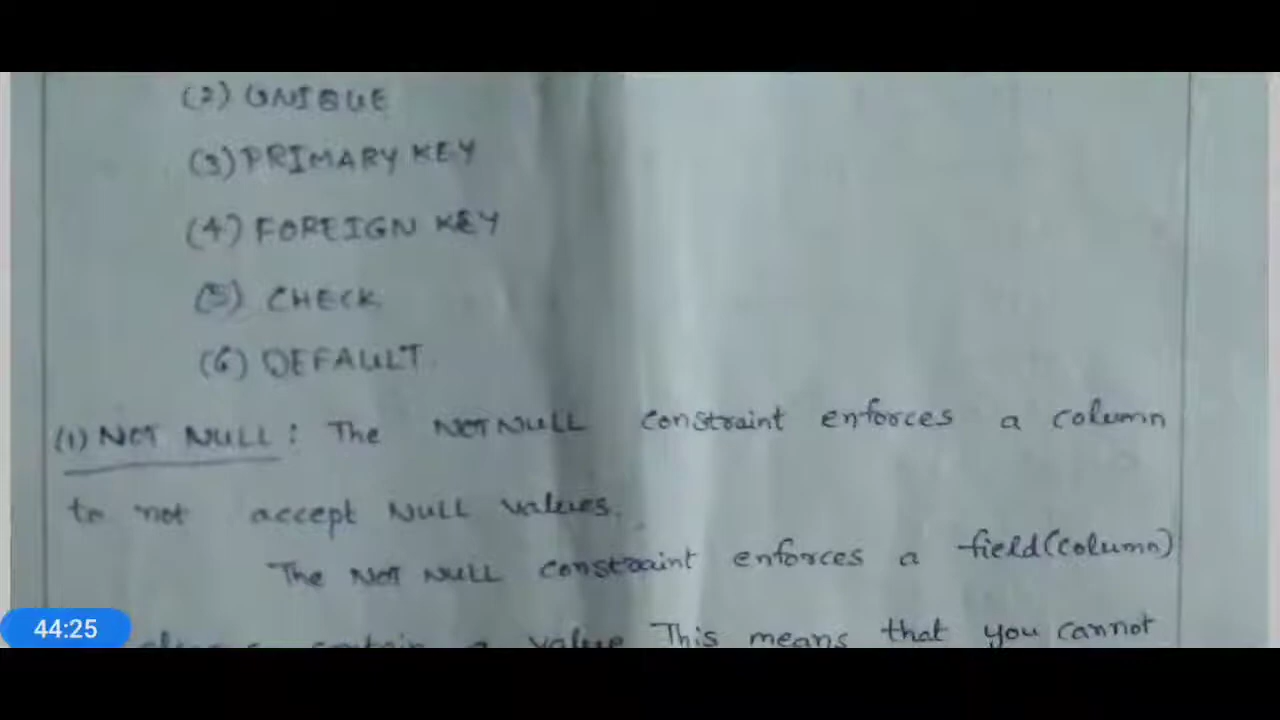 (2) UNIQUE
(3) PRIMARY KEY
(4) FOREIGN KEY
(5) CHECK
(6) DEFAULT.
(1) NOT NULL : The NOT NULL constraint enforces a column
to not accept NULL values.
The NOT NULL constraint enforces a field (column)
contain a value This means that you cannot
44:25